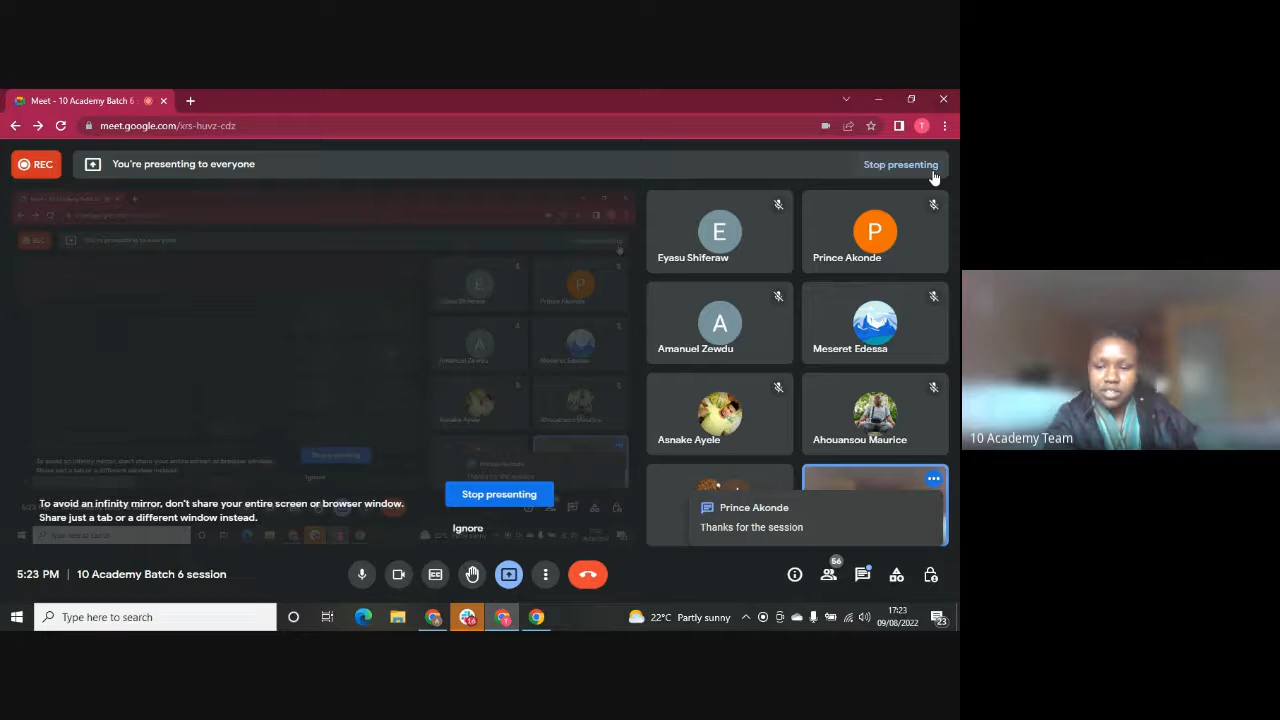 Meet - 10 Academy Batch 6
meet.google.com/xrs-huvz-cdz
REC
You're presenting to everyone
Stop presenting
E
Eyasu Shiferaw
P
Prince Akonde
A
Amanuel Zewdu
Meseret Edessa
Asnake Ayele
Ahouansou Maurice
10 Academy Team
To avoid an infinity mirror, don't share your entire screen or browser window.
Share just a tab or a different window instead.
Stop presenting
Ignore
Prince Akonde
Thanks for the session
5:23 PM | 10 Academy Batch 6 session
56
Type here to search
16
22°C Partly sunny
17:23
09/08/2022
23